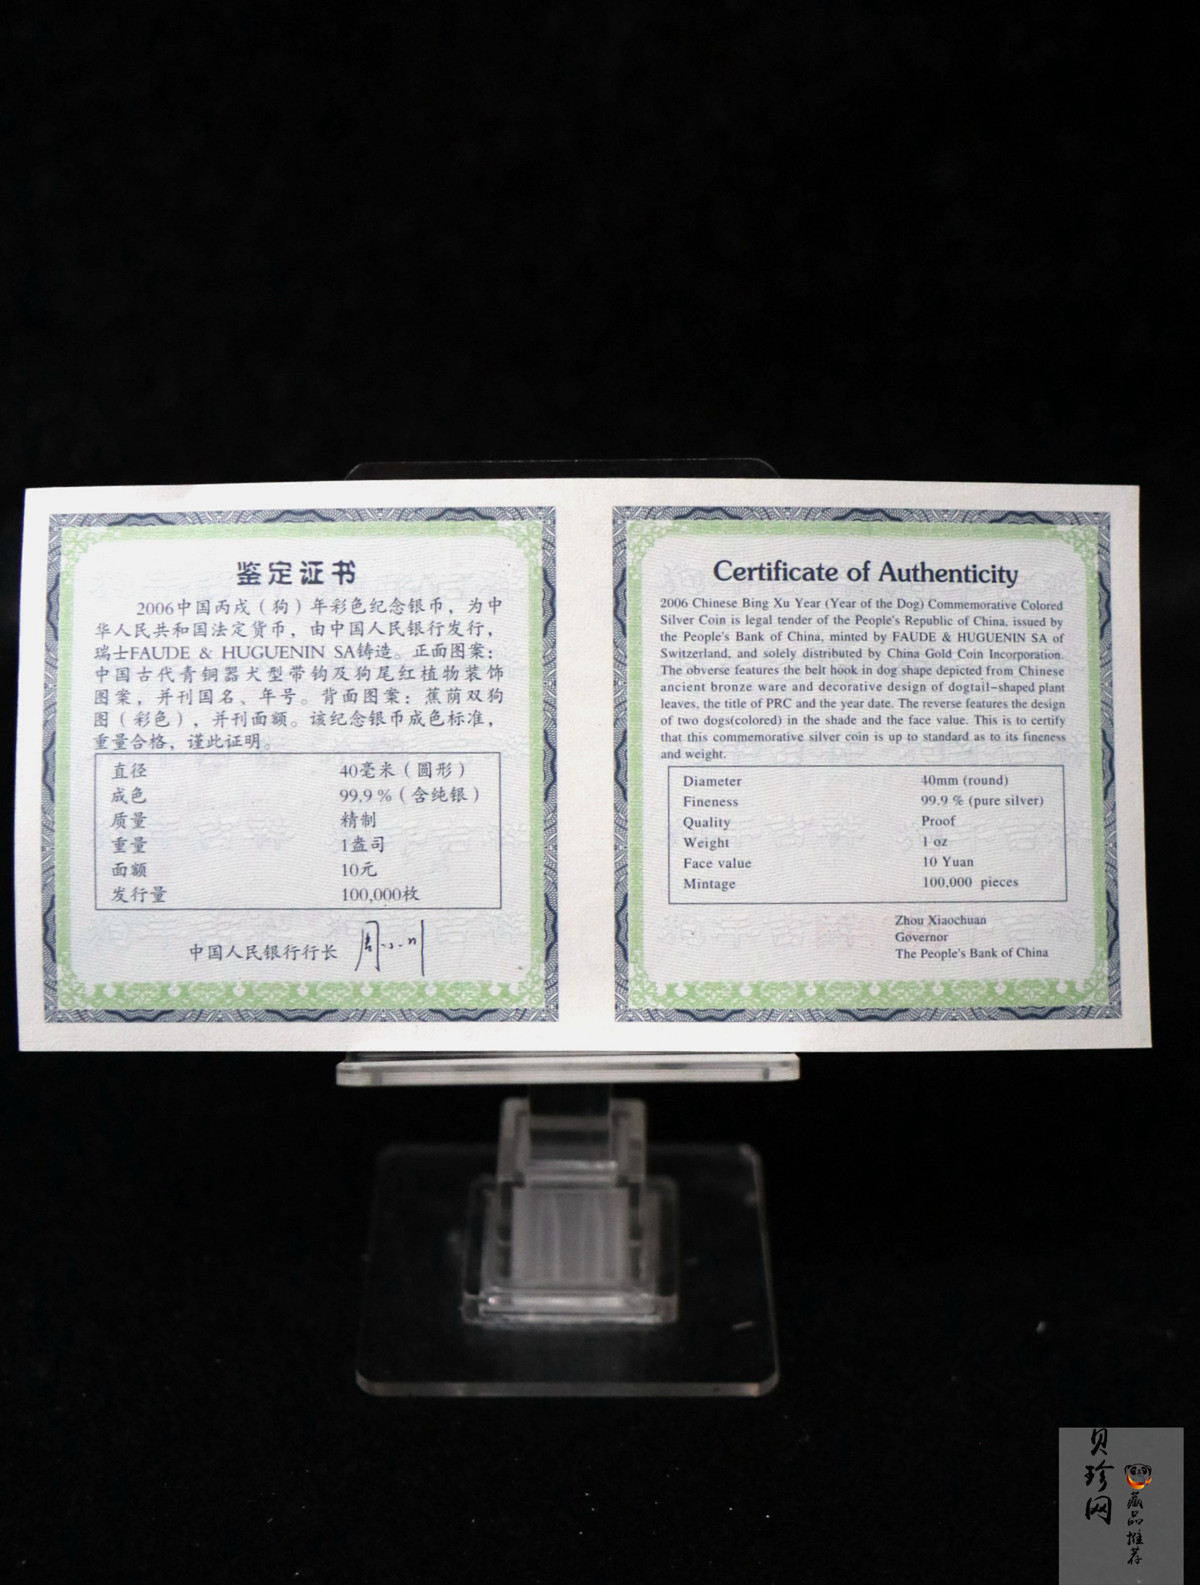 鉴定证书
2006中国丙戌（狗）年彩色纪念银币，为中
华人民共和国法定货币，由中国人民银行发行，
瑞士FAUDE & HUGUENIN SA铸造。正面图案：
中国古代青铜器犬型带钩及狗尾红植物装饰
图案，并刊国名、年号。背面图案：蕉荫双狗
图（彩色），并刊面额。该纪念银币成色标准，
重量合格，谨此证明。
直径 40毫米（圆形）
成色 99.9％（含纯银）
质量 精制
重量 1盎司
面额 10元
发行量 100,000枚
中国人民银行行长 周小川
Certificate of Authenticity
2006 Chinese Bing Xu Year (Year of the Dog) Commemorative Colored
Silver Coin is legal tender of the People's Republic of China, issued by
the People's Bank of China, minted by FAUDE & HUGUENIN SA of
Switzerland, and solely distributed by China Gold Coin Incorporation.
The obverse features the belt hook in dog shape depicted from Chinese
ancient bronze ware and decorative design of dogtail-shaped plant
leaves, the title of PRC and the year date. The reverse features the design
of two dogs(colored) in the shade and the face value. This is to certify
that this commemorative silver coin is up to standard as to its fineness
and weight.
Diameter 40mm (round)
Fineness 99.9 % (pure silver)
Quality Proof
Weight 1 oz
Face value 10 Yuan
Mintage 100,000 pieces
Zhou Xiaochuan
Governor
The People's Bank of China
贝珍网
藏品推荐